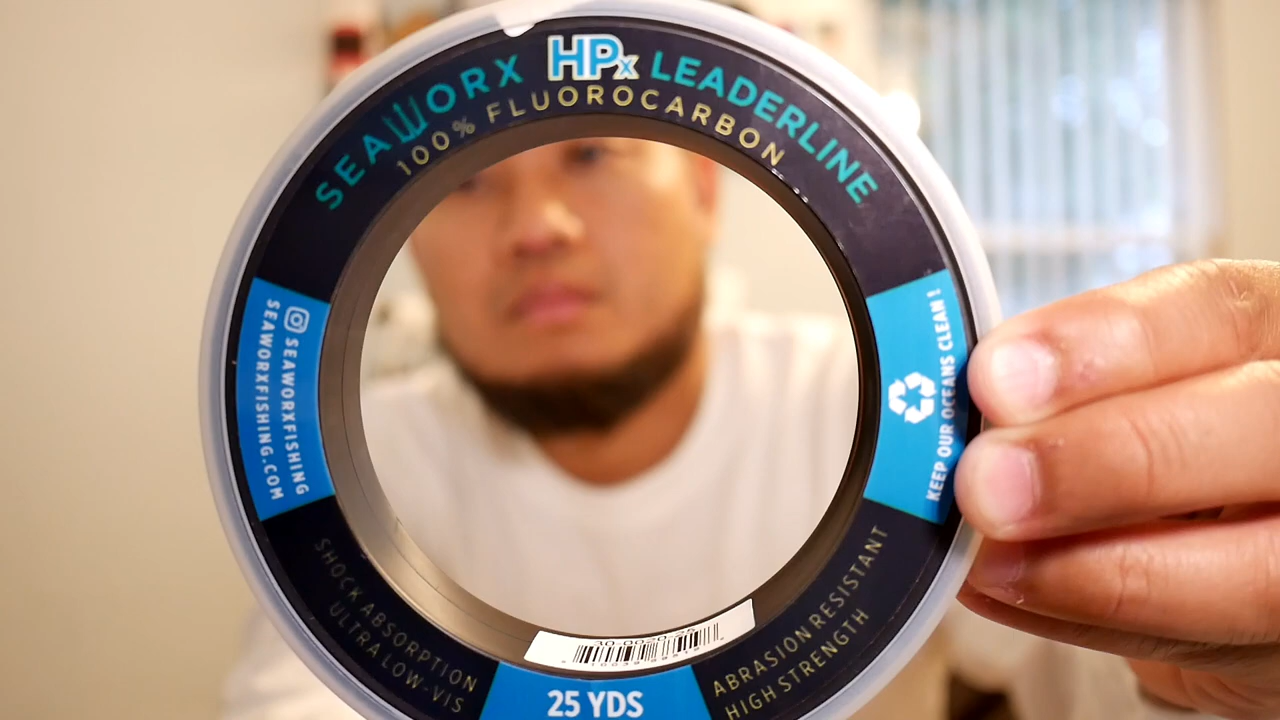 SEAWORX HPx LEADERLINE
100% FLUOROCARBON
SEAWORXFISHING
SEAWORXFISHING.COM
KEEP OUR OCEANS CLEAN!
SHOCK ABSORPTION
ULTRA LOW-VIS
ABRASION RESISTANT
HIGH STRENGTH
25 YDS